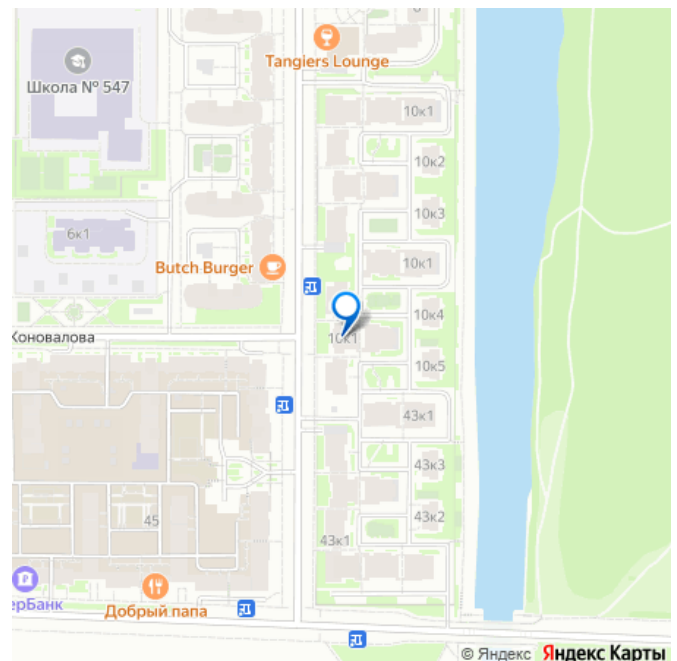 Tangiers Lounge
Школа № 547
10к1
10к2
10к3
6к1
10к1
Butch Burger
10к4
Коновалова
10к1
10к5
43к1
43к3
43к2
45
43к1
ерБанк
Добрый папа
© Яндекс Яндекс Карты